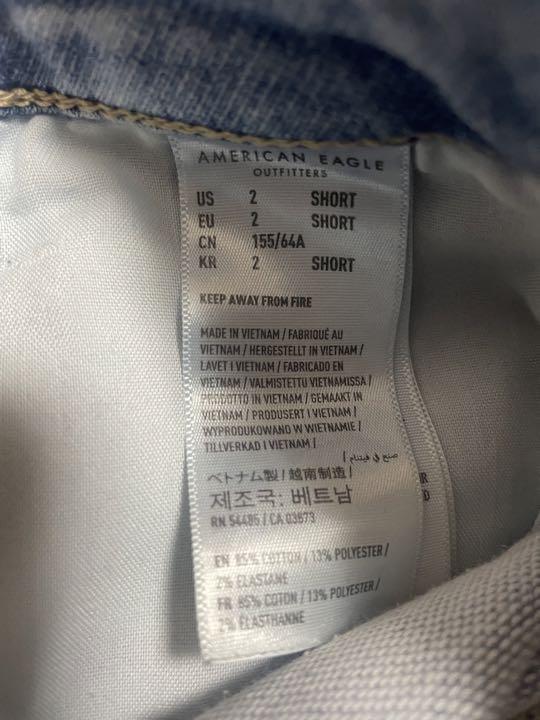 AMERICAN EAGLE
OUTFITTERS
US 2 SHORT
EU 2 SHORT
CN 155/64A
KR 2 SHORT
KEEP AWAY FROM FIRE
MADE IN VIETNAM / FABRIQUÉ AU
VIETNAM / HERGESTELLT IN VIETNAM /
LAVET I VIETNAM / FABRICADO EN
VIETNAM / VALMISTETTU VIETNAMISSA /
PRODOTTO IN VIETNAM / GEMAAKT IN
VIETNAM / PRODUSERT I VIETNAM /
WYPRODUKOWANO W WIETNAMIE /
TILLVERKAD I VIETNAM /
صنع في فيتنام /
ベトナム製 / 越南制造 /
제조국: 베트남
RN 54485 / CA 03673
EN 85% COTTON / 13% POLYESTER /
2% ELASTANE
FR 85% COTON / 13% POLYESTER /
2% ÉLASTHANNE